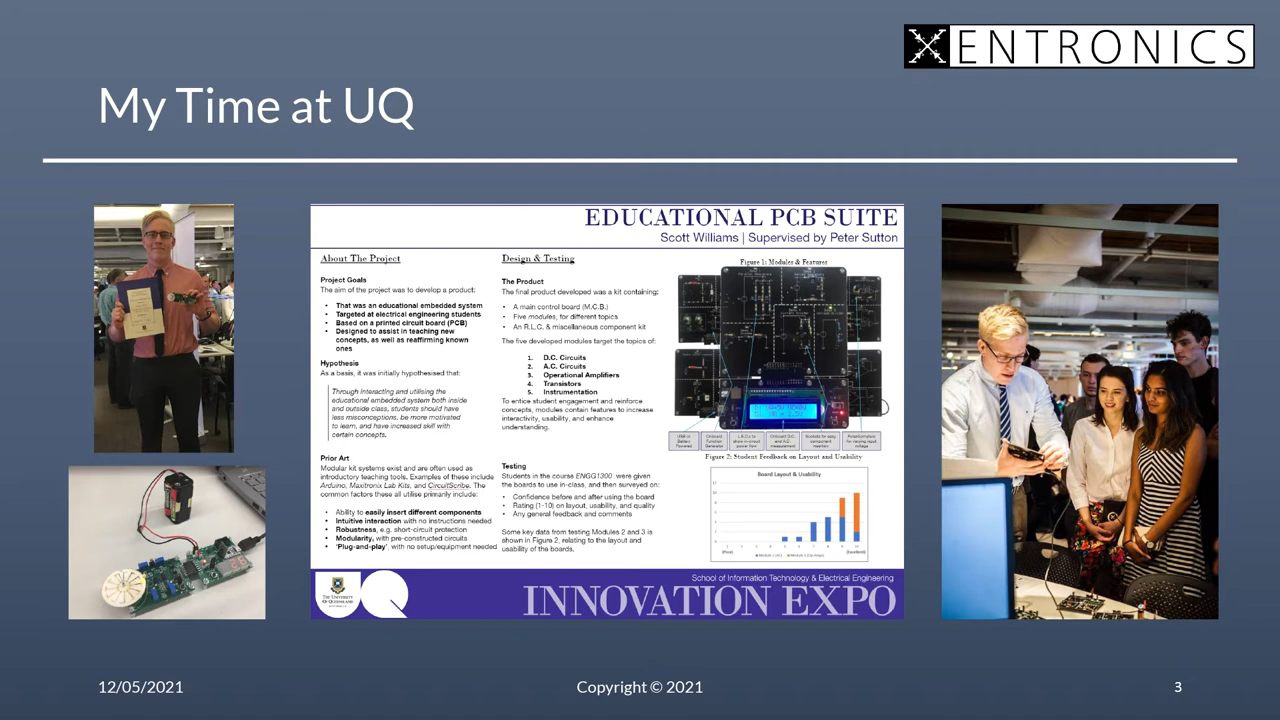 XENTRONICS
My Time at UQ
EDUCATIONAL PCB SUITE
Scott Williams | Supervised by Peter Sutton
About The Project
Project Goals
The aim of the project was to develop a product:
• That was an educational embedded system
• Targeted at electrical engineering students
• Based on a printed circuit board (PCB)
• Designed to assist in teaching new
concepts, as well as reaffirming known
ones
Hypothesis
As a basis, it was initially hypothesised that:
Through interacting and utilising the
educational embedded system both inside
and outside class, students should have
less misconceptions, be more motivated
to learn, and have increased skill with
certain concepts.
Prior Art
Modular kit systems exist and are often used as
introductory teaching tools. Examples of these include
Arduino, Maxitronix Lab Kits, and CircuitScribe. The
common factors these all utilise primarily include:
• Ability to easily insert different components
• Intuitive interaction with no instructions needed
• Robustness, e.g. short-circuit protection
• Modularity, with pre-constructed circuits
• 'Plug-and-play', with no setup/equipment needed
Design & Testing
The Product
The final product developed was a kit containing:
• A main control board (M.C.B.)
• Five modules, for different topics
• An R.L.C. & miscellaneous component kit
The five developed modules target the topics of:
1. D.C. Circuits
2. A.C. Circuits
3. Operational Amplifiers
4. Transistors
5. Instrumentation
To entice student engagement and reinforce
concepts, modules contain features to increase
interactivity, usability, and enhance
understanding.
Testing
Students in the course ENGG1300 were given
the boards to use in-class, and then surveyed on:
• Confidence before and after using the board
• Rating (1-10) on layout, usability, and quality
• Any general feedback and comments
Some key data from testing Modules 2 and 3 is
shown in Figure 2, relating to the layout and
usability of the boards.
Figure 1: Modules & Features
Figure 2: Student Feedback on Layout and Usability
Board Layout & Usability
THE UNIVERSITY
OF QUEENSLAND
School of Information Technology & Electrical Engineering
INNOVATION EXPO
12/05/2021
Copyright © 2021
3